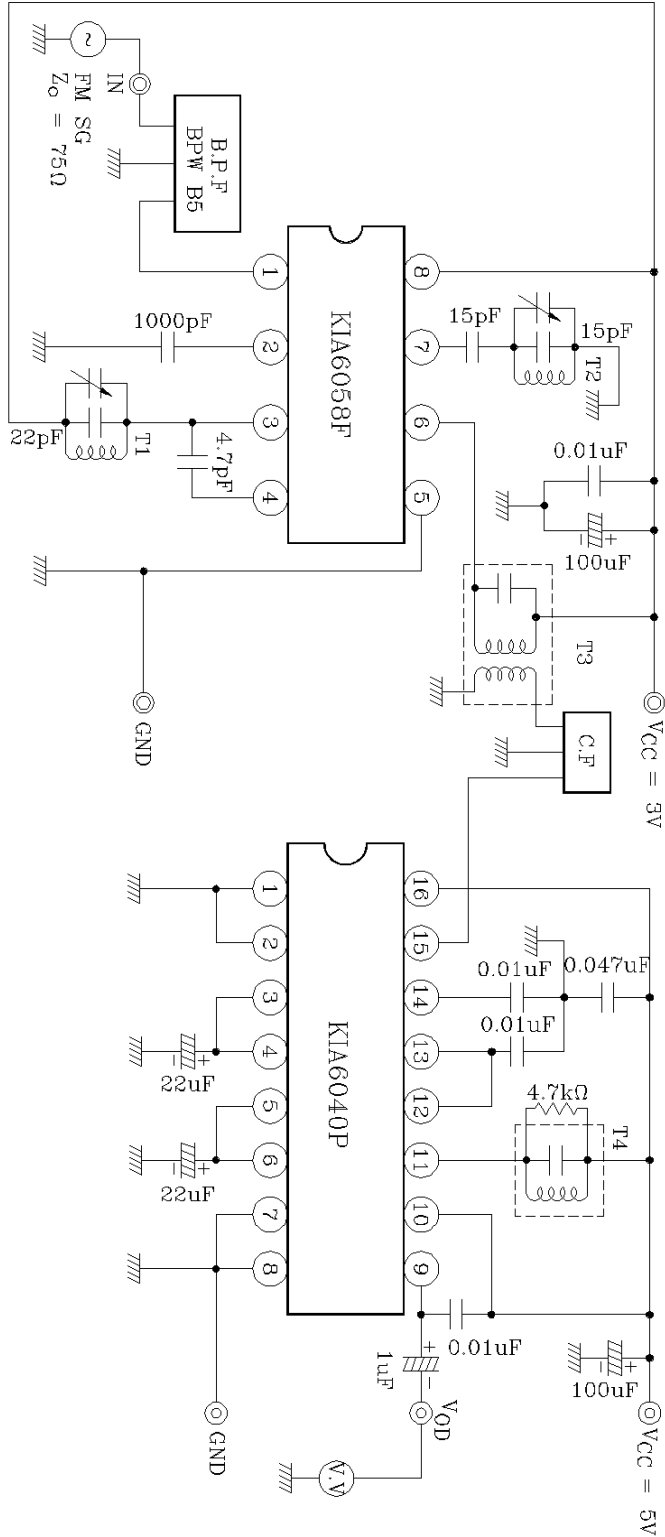 IN
FM SG
Z₀ = 75Ω
B.P.F
BPW B5
1000pF
22pF
T1
4.7pF
1
2
3
4
KIA6058F
8
7
6
5
15pF
15pF
T2
0.01uF
100uF
+
-
T3
C.F
VCC = 3V
GND
KIA6040P
1
2
3
4
5
6
7
8
16
15
14
13
12
11
10
9
0.01uF
0.047uF
0.01uF
4.7kΩ
T4
22uF
+
-
22uF
+
-
0.01uF
+
1uF
-
100uF
+
-
VOD
V.V
GND
VCC = 5V
~